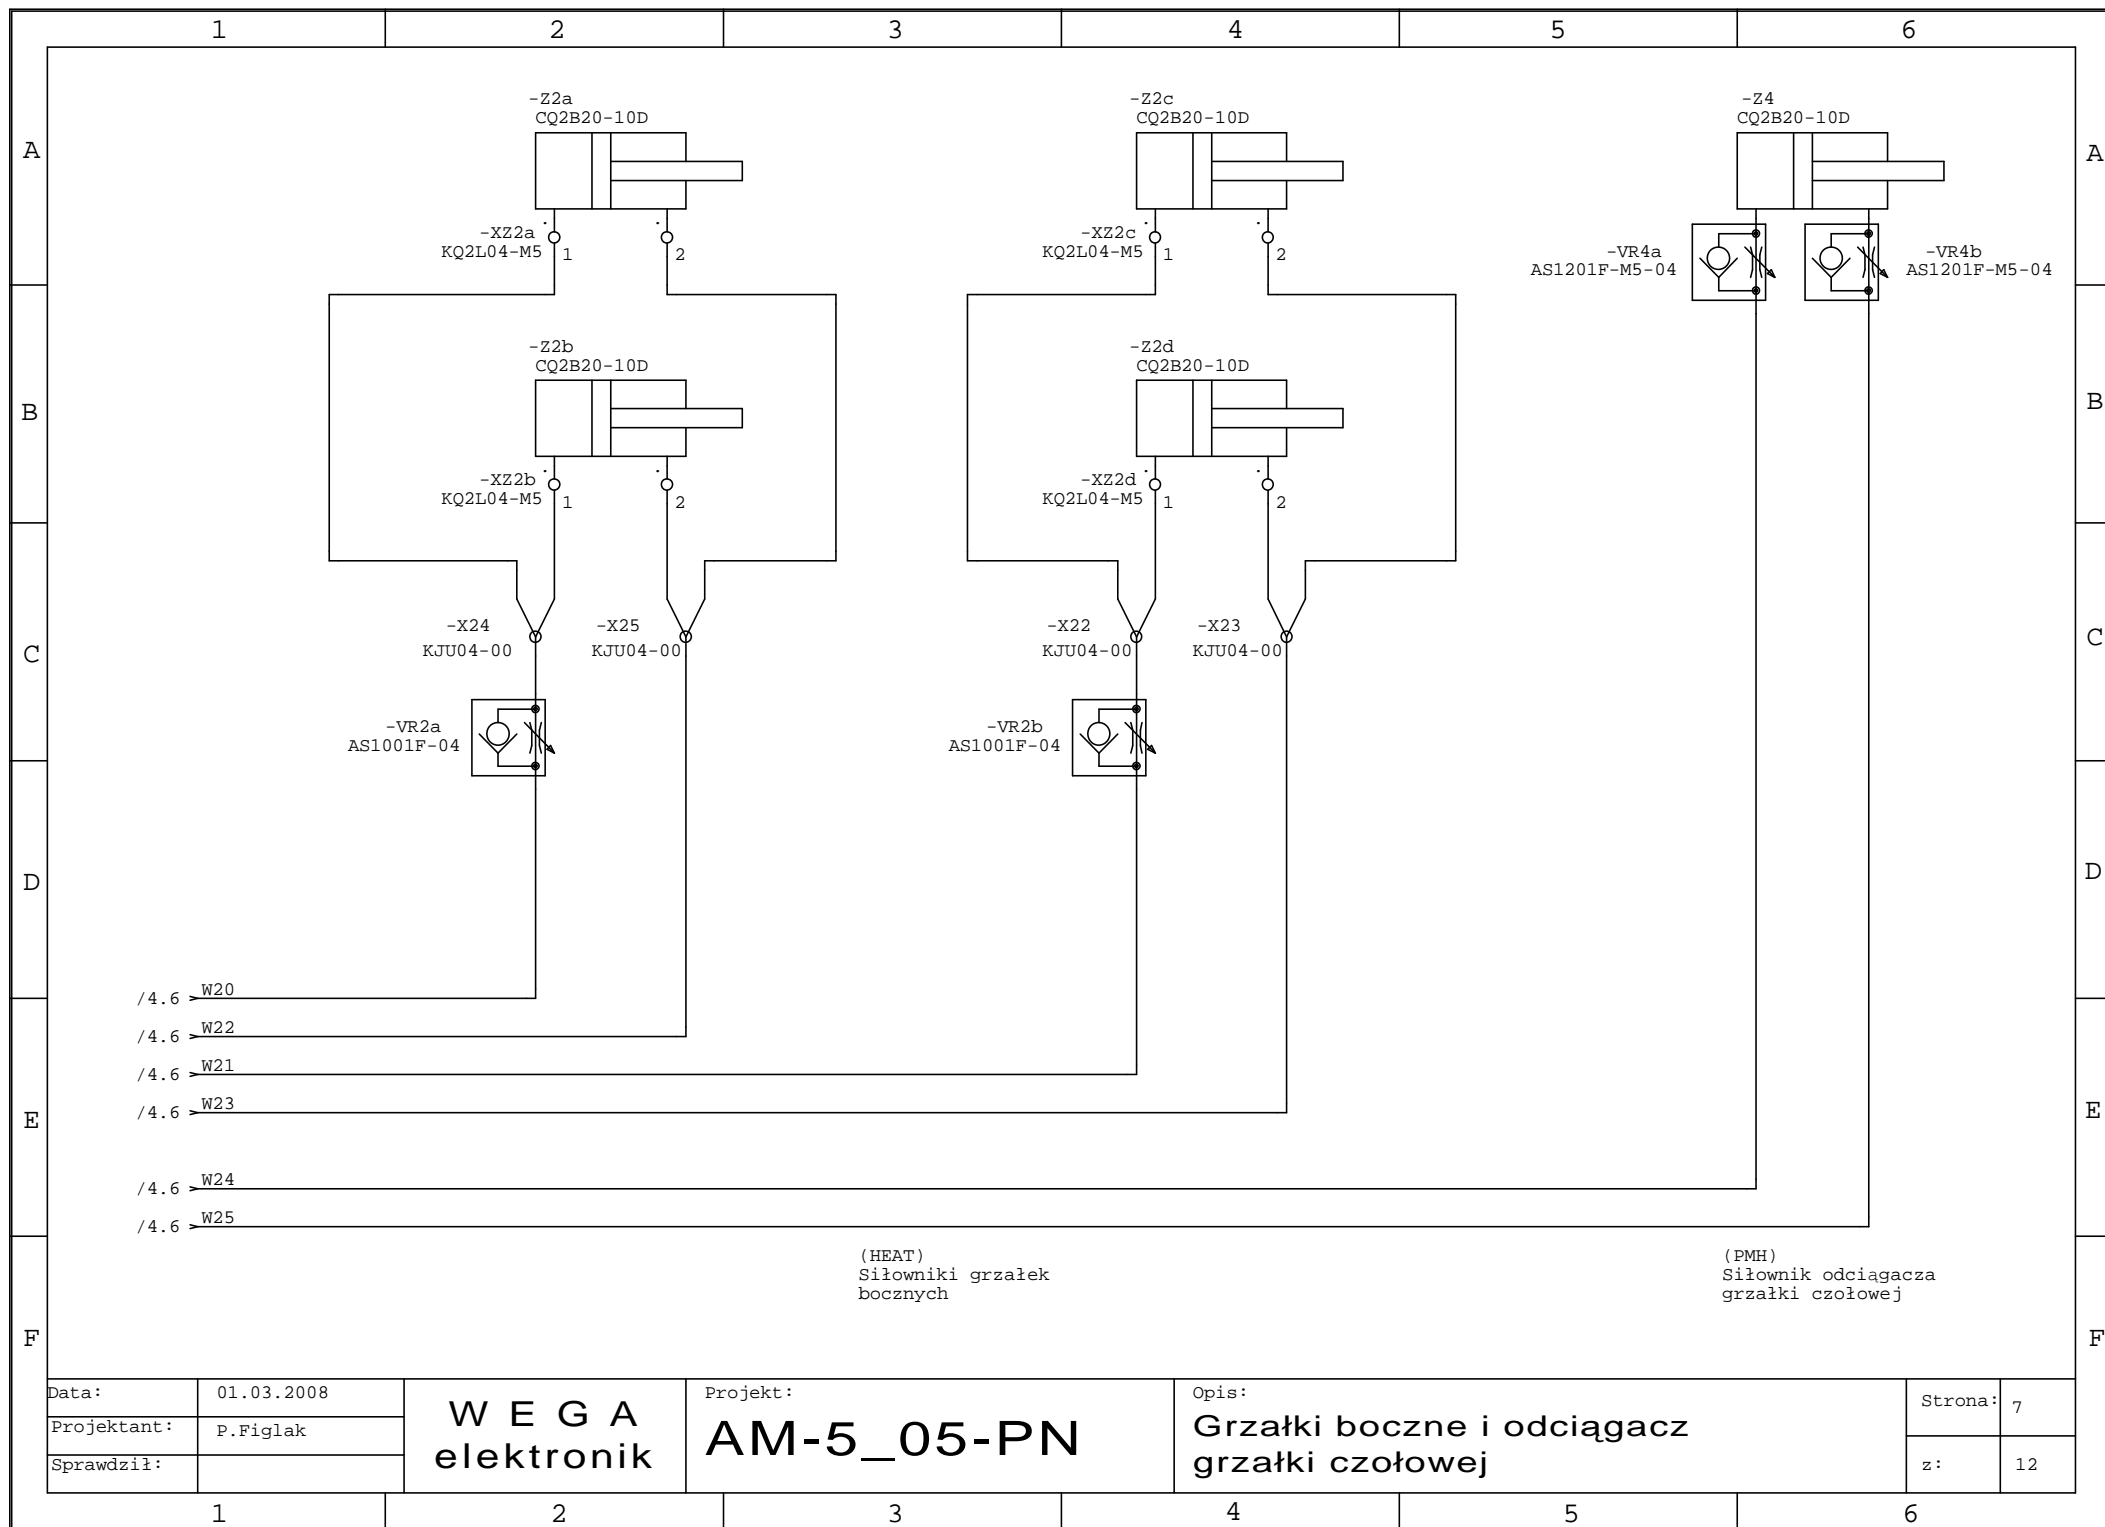 1 2 3 4 5 6
-Z2a
CQ2B20-10D
-Z2c
CQ2B20-10D
-Z4
CQ2B20-10D
A A
-XZ2a
KQ2L04-M5 1 2
-XZ2c
KQ2L04-M5 1 2
-VR4a
AS1201F-M5-04
-VR4b
AS1201F-M5-04
-Z2b
CQ2B20-10D
-Z2d
CQ2B20-10D
B B
-XZ2b
KQ2L04-M5 1 2
-XZ2d
KQ2L04-M5 1 2
-X24
KJU04-00
-X25
KJU04-00
-X22
KJU04-00
-X23
KJU04-00
C C
-VR2a
AS1001F-04
-VR2b
AS1001F-04
D D
/4.6 W20
/4.6 W22
/4.6 W21
/4.6 W23
E E
/4.6 W24
/4.6 W25
(HEAT)
Siłowniki grzałek
bocznych
(PMH)
Siłownik odciągacza
grzałki czołowej
F F
Data: 01.03.2008
Projektant: P.Figlak
Sprawdził:
W E G A
elektronik
Projekt:
AM-5_05-PN
Opis:
Grzałki boczne i odciągacz
grzałki czołowej
Strona: 7
z: 12
1 2 3 4 5 6